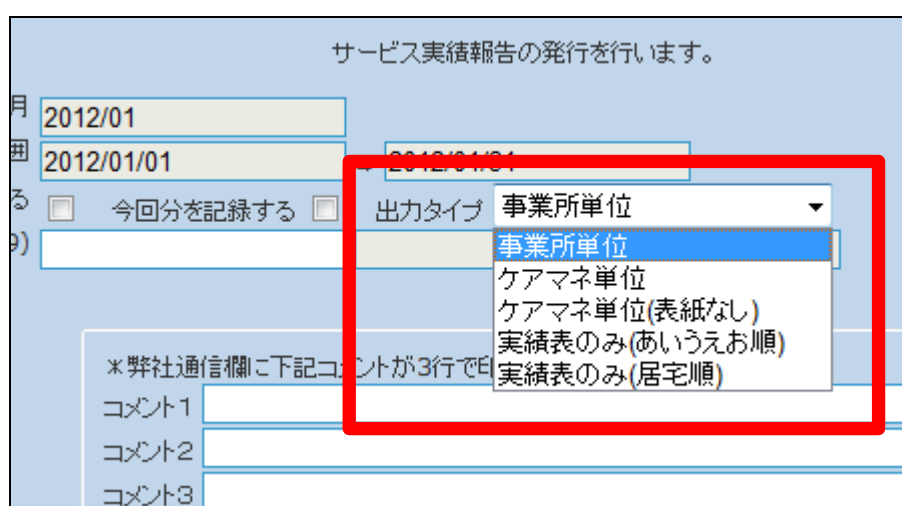 サービス実績報告の発行を行います。
月 2012/01
囲 2012/01/01
る 今回分を記録する 出力タイプ 事業所単位
9)
事業所単位
ケアマネ単位
ケアマネ単位(表紙なし)
実績表のみ(あいうえお順)
実績表のみ(居宅順)
*弊社通信欄に下記コメントが3行で印
コメント1
コメント2
コメント3